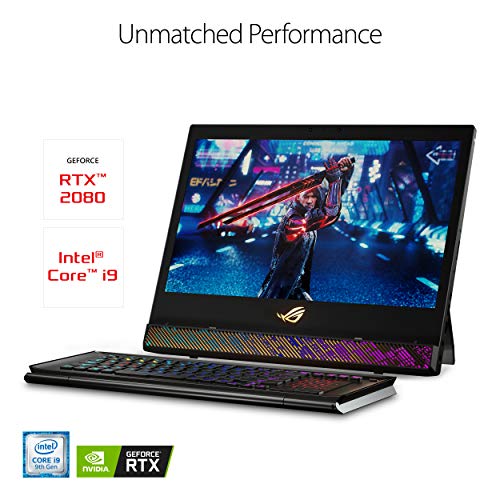 Unmatched Performance
GEFORCE
RTX™
2080
Intel®
Core™ i9
intel
CORE i9
9th Gen
NVIDIA
GEFORCE
RTX